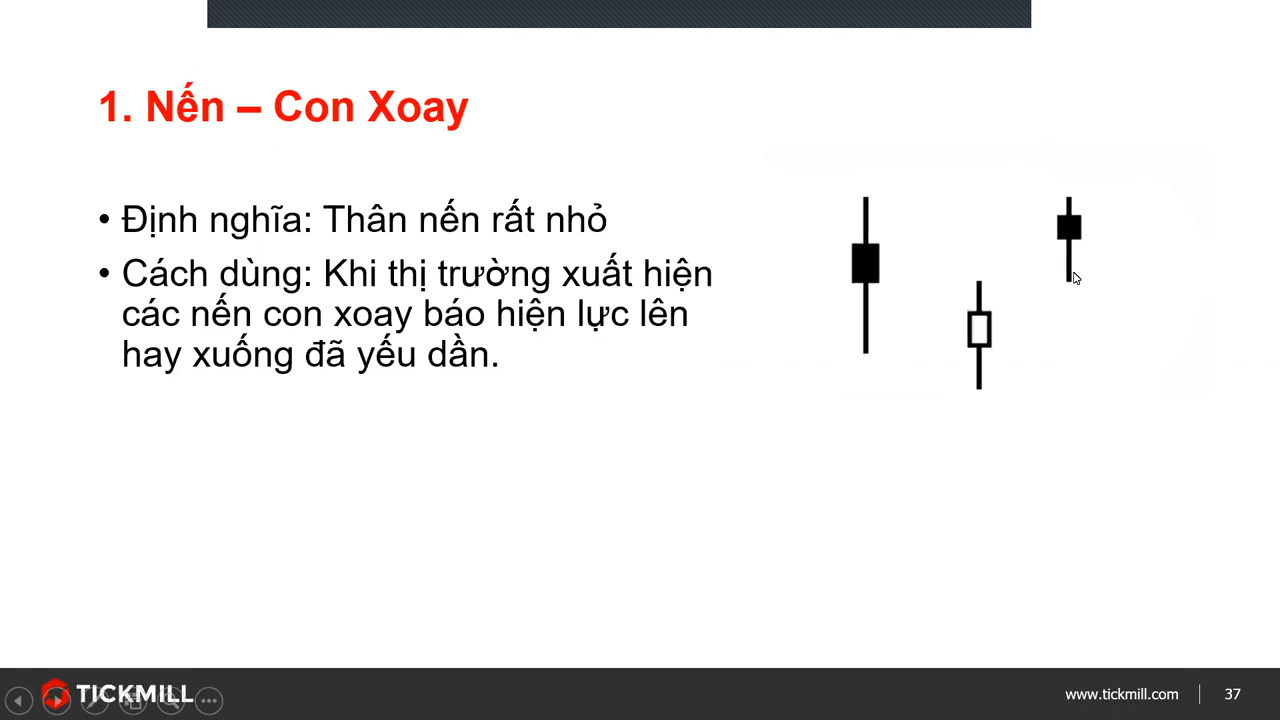 1. Nến – Con Xoay
• Định nghĩa: Thân nến rất nhỏ
• Cách dùng: Khi thị trường xuất hiện
các nến con xoay báo hiện lực lên
hay xuống đã yếu dần.
TICKMILL
www.tickmill.com
37